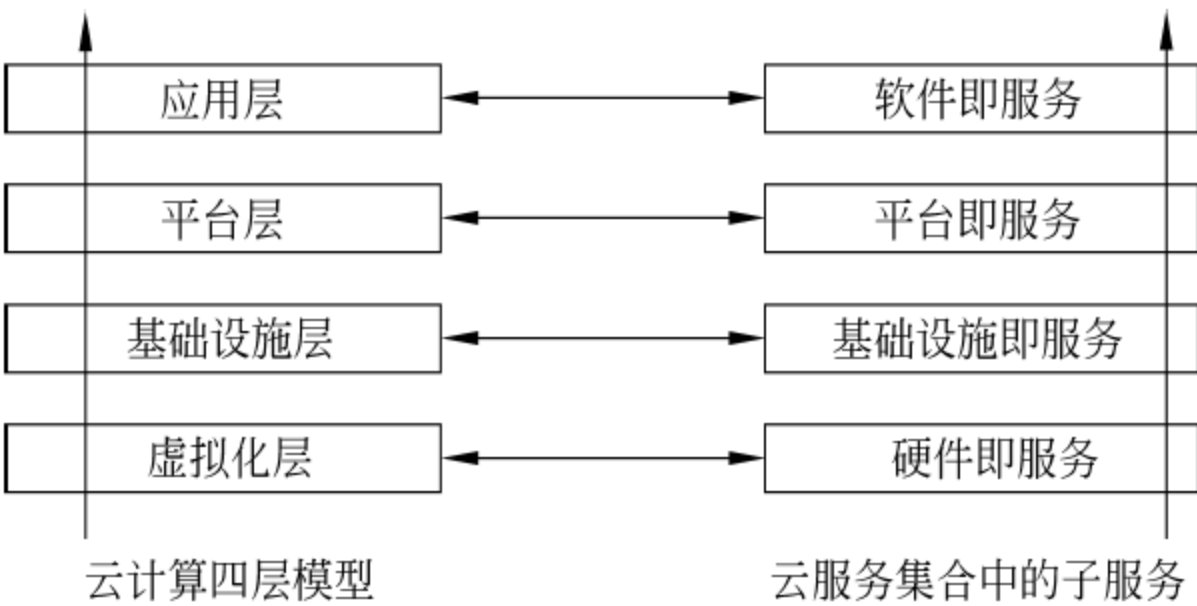 应用层
软件即服务
平台层
平台即服务
基础设施层
基础设施即服务
虚拟化层
硬件即服务
云计算四层模型
云服务集合中的子服务